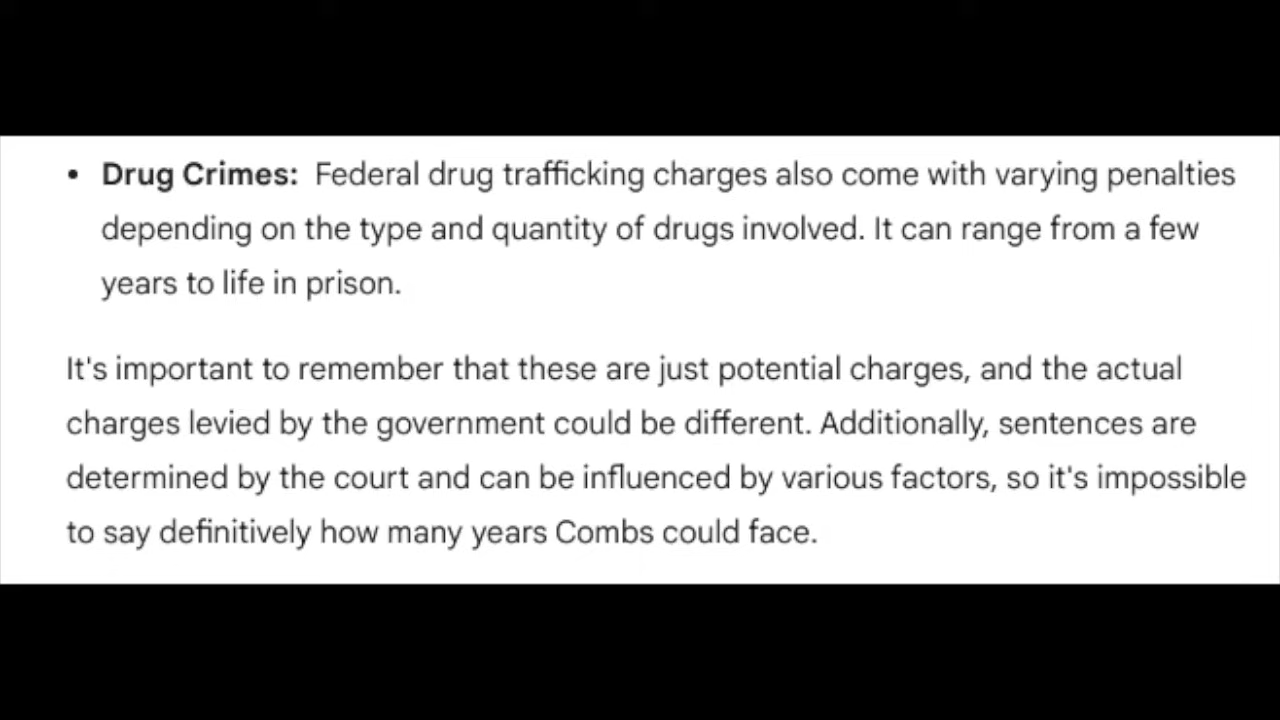 • Drug Crimes: Federal drug trafficking charges also come with varying penalties
depending on the type and quantity of drugs involved. It can range from a few
years to life in prison.
It's important to remember that these are just potential charges, and the actual
charges levied by the government could be different. Additionally, sentences are
determined by the court and can be influenced by various factors, so it's impossible
to say definitively how many years Combs could face.